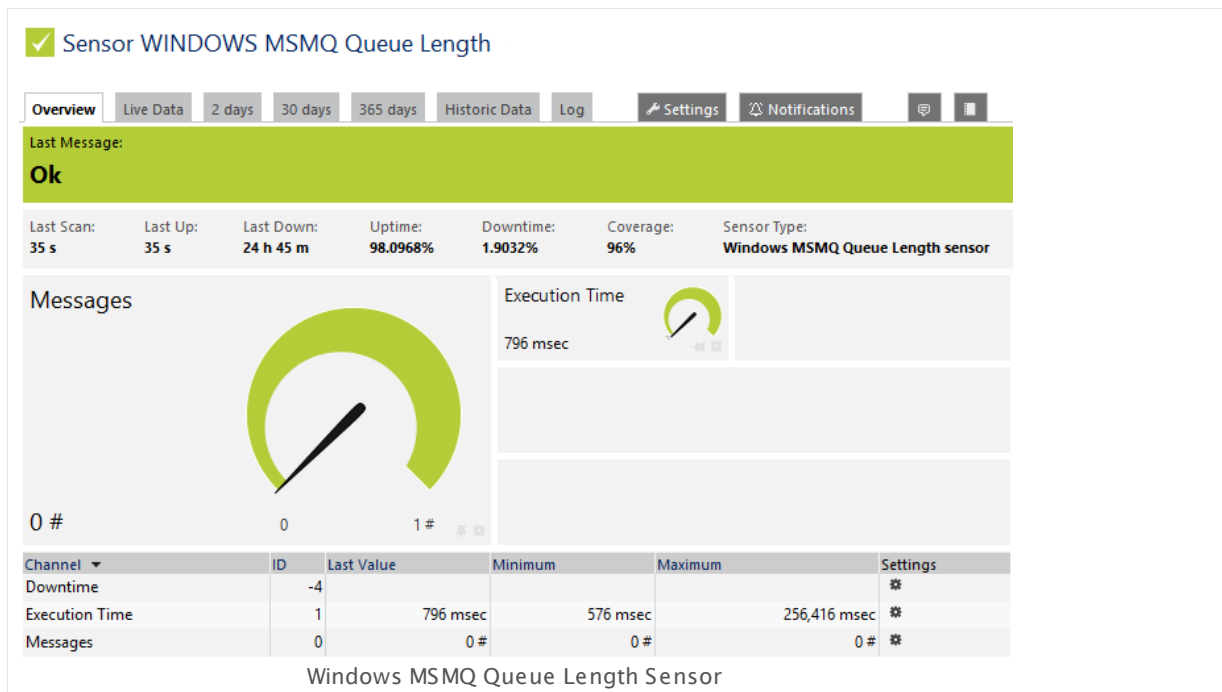 Sensor WINDOWS MSMQ Queue Length
Overview Live Data 2 days 30 days 365 days Historic Data Log Settings Notifications
Last Message:
Ok
Last Scan: Last Up: Last Down: Uptime: Downtime: Coverage: Sensor Type:
35 s 35 s 24 h 45 m 98.0968% 1.9032% 96% Windows MSMQ Queue Length sensor
Messages
Execution Time
796 msec
0 # 0 1 #
Channel ID Last Value Minimum Maximum Settings
Downtime -4
Execution Time 1 796 msec 576 msec 256,416 msec
Messages 0 0 # 0 # 0 #
Windows MSMQ Queue Length Sensor